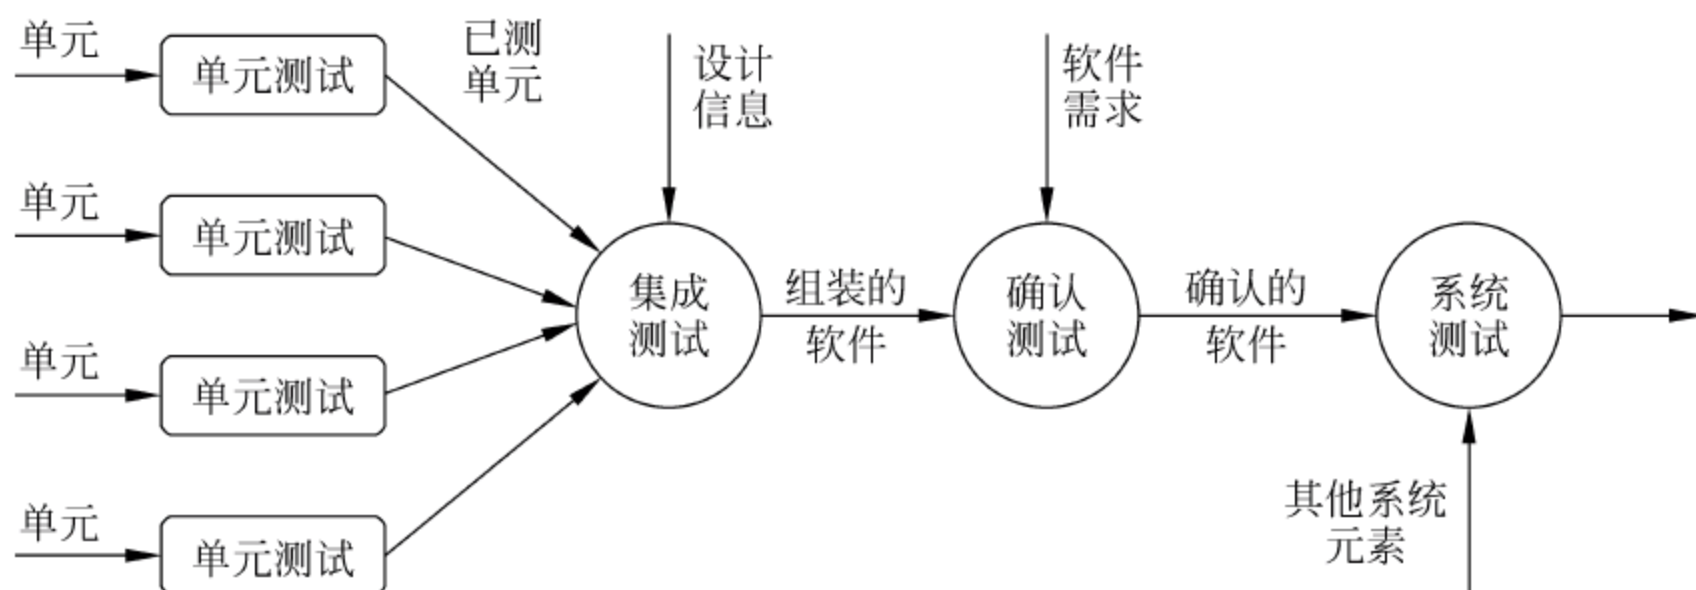 单元
单元测试
已测
单元
设计
信息
软件
需求
单元
单元测试
集成
测试
组装的
软件
确认
测试
确认的
软件
系统
测试
单元
单元测试
单元
单元测试
其他系统
元素